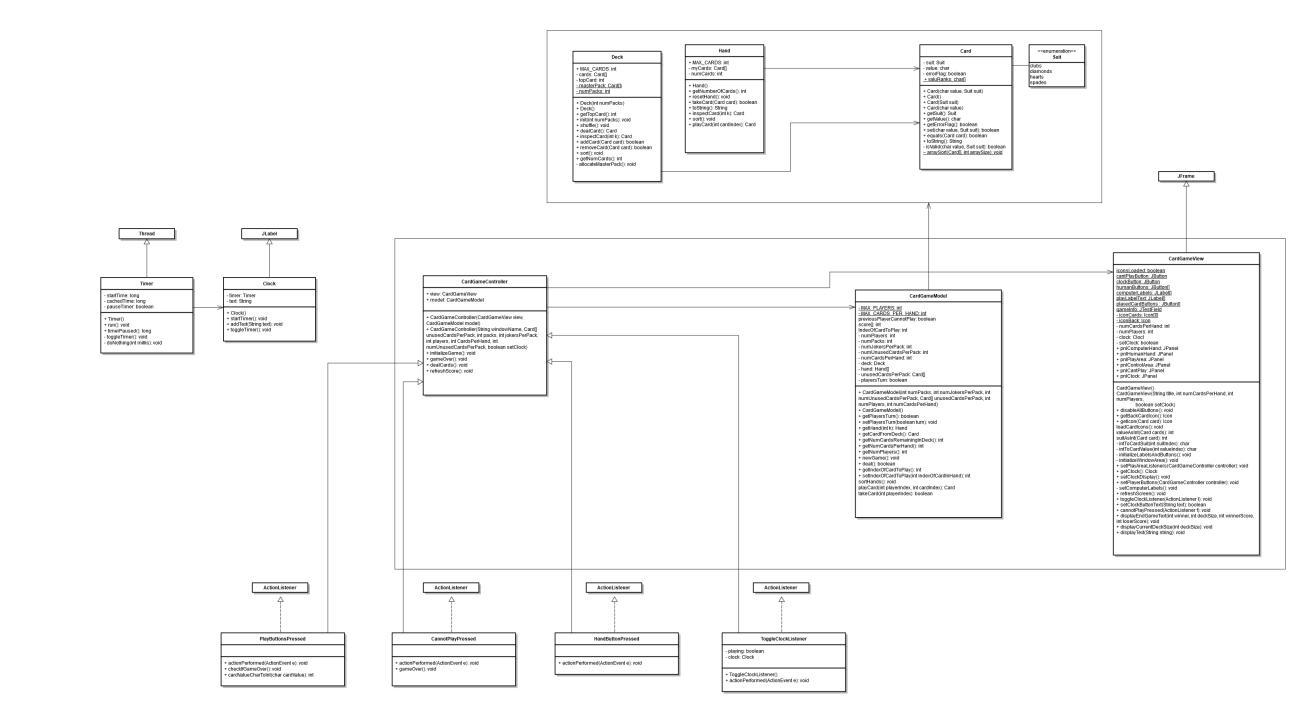 Deck
+ MAX_CARDS: int
- cards: Card[]
- topCard: int
- masterPack: Card[]
- numPacks: int
+ Deck(int numPacks)
+ Deck()
+ getTopCard(): int
+ init(int numPacks): void
+ shuffle(): void
+ dealCard(): Card
+ inspectCard(int k): Card
+ addCard(Card card): boolean
+ removeCard(Card card): boolean
+ sort(): void
+ getNumCards(): int
- allocateMasterPack(): void
Hand
+ MAX_CARDS: int
- myCards: Card[]
- numCards: int
+ Hand()
+ getNumberOfCards(): int
+ resetHand(): void
+ takeCard(Card card): boolean
+ toString(): String
+ inspectCard(int k): Card
+ sort(): void
+ playCard(int cardIndex): Card
Card
- suit: Suit
- value: char
- errorFlag: boolean
+ valuRanks: char[]
+ Card(char value, Suit suit)
+ Card()
+ Card(Suit suit)
+ Card(char value)
+ getSuit(): Suit
+ getValue(): char
+ getErrorFlag(): boolean
+ set(char value, Suit suit): boolean
+ equals(Card card): boolean
+ toString(): String
- isValid(char value, Suit suit): boolean
~ arraySort(Card[], int arraySize): void
<<enumeration>>
Suit
clubs
diamonds
hearts
spades
JFrame
Thread
JLabel
Timer
- startTime: long
- cachedTime: long
- pauseTimer: boolean
+ Timer()
+ run(): void
+ timerPaused(): long
- toggleTimer(): void
- doNothing(int millis): void
Clock
- timer: Timer
- text: String
+ Clock()
+ startTimer(): void
+ addText(String text): void
+ toggleTimer(): void
CardGameController
+ view: CardGameView
+ model: CardGameModel
+ CardGameController(CardGameView view,
CardGameModel model)
+ CardGameController(String windowName, Card[]
unusedCardsPerPack, int packs, int jokersPerPack,
int players, int CardsPerHand, int
numUnusedCardsPerPack, boolean setClock)
+ initializeGame(): void
+ gameOver(): void
+ dealCards(): void
+ refreshScore(): void
CardGameModel
- MAX_PLAYERS: int
- MAX_CARDS_PER_HAND: int
previousPlayerCannotPlay: boolean
score[]: int
indexOfCardToPlay: int
- numPlayers: int
- numPacks: int
- numJokersPerPack: int
- numUnusedCardsPerPack: int
- numCardsPerHand: int
- deck: Deck
- hand: Hand[]
- unusedCardsPerPack: Card[]
- playersTurn: boolean
+ CardGameModel(int numPacks, int numJokersPerPack, int
numUnusedCardsPerPack, Card[] unusedCardsPerPack, int
numPlayers, int numCardsPerHand)
+ CardGameModel()
+ getPlayersTurn(): boolean
+ setPlayersTurn(boolean turn): void
+ getHand(int k): Hand
+ getCardFromDeck(): Card
+ getNumCardsRemainingInDeck(): int
+ getNumCardsPerHand(): int
+ getNumPlayers(): int
+ newGame(): void
+ deal(): boolean
+ getIndexOfCardToPlay(): int
+ setIndexOfCardToPlay(int indexOfCardInHand): void
sortHands(): void
playCard(int playerIndex, int cardIndex): Card
takeCard(int playerIndex): boolean
CardGameView
iconsLoaded: boolean
cantPlayButton: JButton
clockButton: JButton
humanButtons: JButton[]
computerLabels: JLabel[]
playLabelText: JLabel[]
playedCardButtons : JButton[]
gameInfo: JTextField
- iconCards: Icon[][]
- iconBack: Icon
- numCardsPerHand: int
- numPlayers: int
- clock: Clocl
- setClock: boolean
+ pnlComputerHand: JPanel
+ pnlHumanHand: JPanel
+ pnlPlayArea: JPanel
+ pnlControlArea: JPanel
+ pntCantPlay: JPanel
+ pnlClock: JPanel
CardGameView()
CardGameView(String title, int numCardsPerHand, int
numPlayers,
boolean setClock)
+ disableAllButtons(): void
+ getBackCardIcon(): Icon
+ getIcon(Card card): Icon
loadCardIcons(): void
valueAsInt(Card cards): int
suitAsInt(Card card): int
- intToCardSuit(int suitIndex): char
- intToCardValue(int valueIndex): char
- initializeLabelsAndButtons(): void
- initializeWindowArea(): void
+ setPlayAreaListeners(CardGameController controller): void
+ getClock(): Clock
+ setClockDisplay(): void
+ setPlayerButtons(CardGameController controller): void
- setComputerLabels(): void
+ refreshScreen(): void
+ toggleClockListener(ActionListener l): void
+ setClockButtonText(String text): boolean
+ cannotPlayPressed(ActionListener f): void
+ displayEndGameText(int winner, int deckSize, int winnerScore,
int loserScore): void
+ displayCurrentDeckSize(int deckSize): void
+ displayText(String string): void
ActionListener
ActionListener
ActionListener
ActionListener
PlayButtonsPressed
+ actionPerformed(ActionEvent e): void
+ checkIfGameOver(): void
+ cardValueCharToInt(char cardValue): int
CannotPlayPressed
+ actionPerformed(ActionEvent e): void
+ gameOver(): void
HandButtonPressed
+ actionPerformed(ActionEvent e): void
ToggleClockListener
- playing: boolean
- clock: Clock
+ ToggleClockListener()
+ actionPerformed(ActionEvent e): void